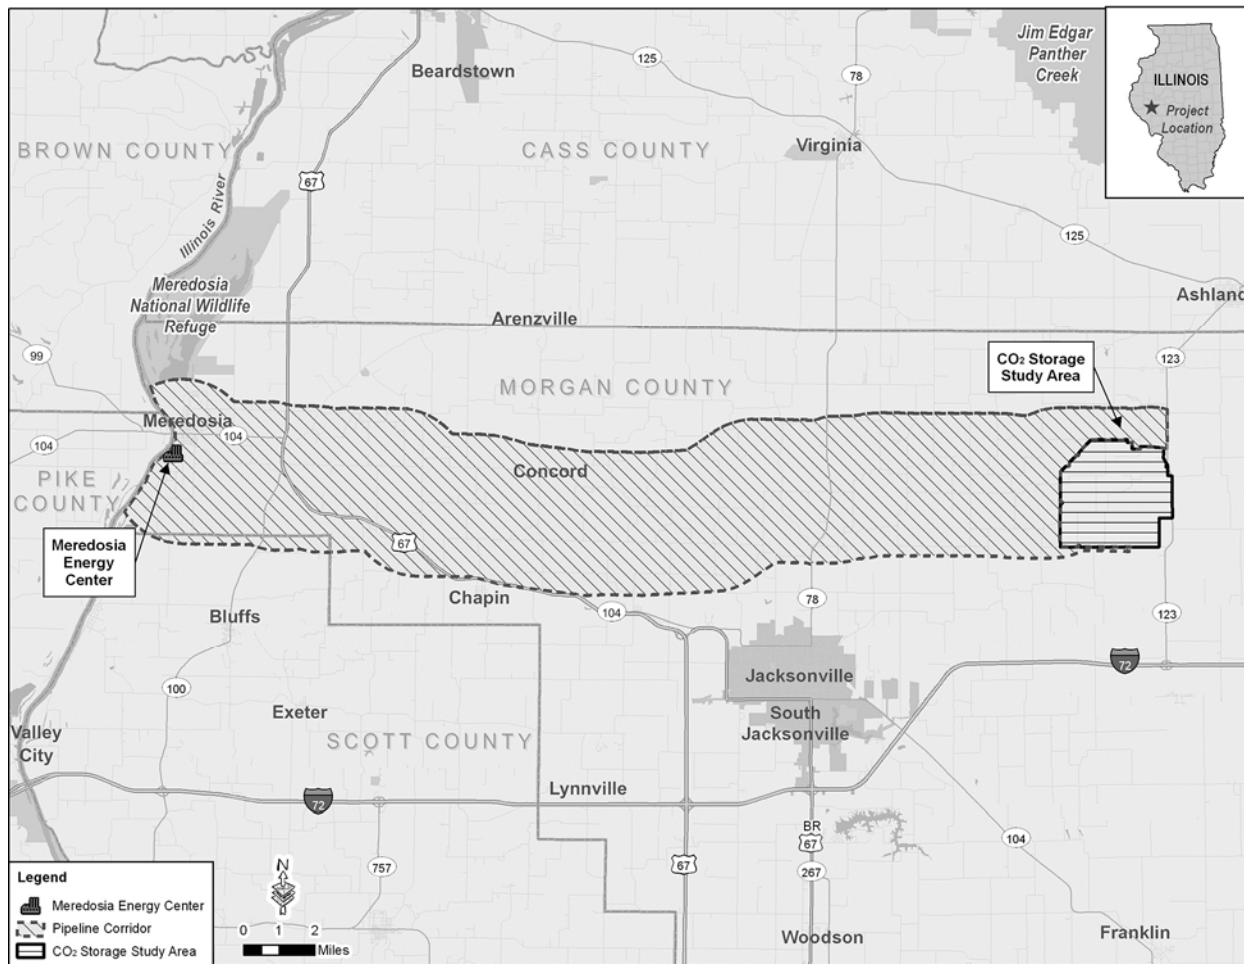 Jim Edgar
Panther
Creek
ILLINOIS
Project
Location
Beardstown
125
78
BROWN COUNTY
CASS COUNTY
Virginia
67
Illinois River
125
Meredosia
National Wildlife
Refuge
Ashland
Arenzville
99
CO2 Storage
Study Area
123
MORGAN COUNTY
Meredosia
104
104
Concord
PIKE
COUNTY
Meredosia
Energy
Center
67
Chapin
78
104
123
Bluffs
72
Jacksonville
100
Exeter
South
Jacksonville
Valley
City
SCOTT COUNTY
Lynnville
72
BR
67
104
67
757
267
Woodson
Franklin
Legend
Meredosia Energy Center
Pipeline Corridor
CO2 Storage Study Area
N
0 1 2
Miles